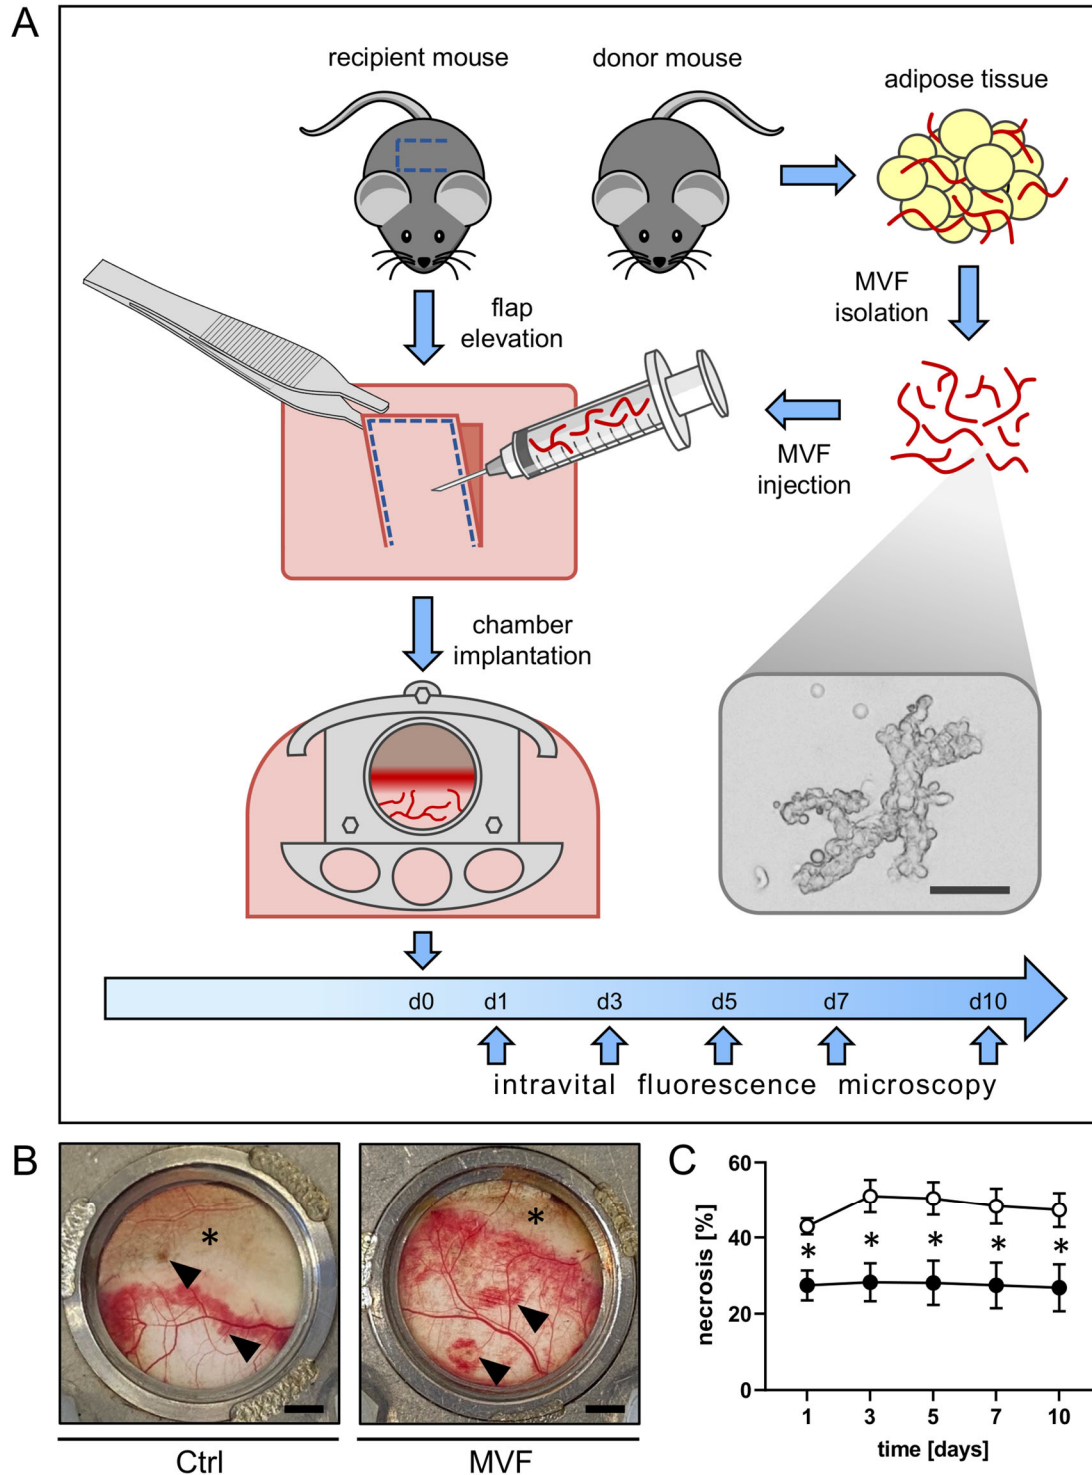 A
recipient mouse
donor mouse
adipose tissue
flap
elevation
MVF
isolation
MVF
injection
chamber
implantation
d0 d1 d3 d5 d7 d10
intravital fluorescence microscopy
B
*
*
Ctrl
MVF
C
60
40
20
0
necrosis [%]
* * * * *
1 3 5 7 10
time [days]